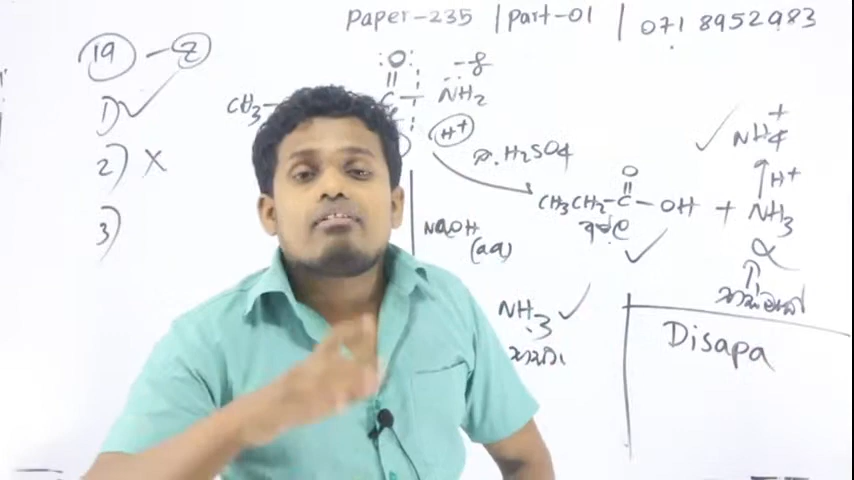 Paper-235 | Part-01 | 071 8952983
19 - 2
1) ✓
2) X
3)
:O:
CH3- C - NH2
H+
H2SO4
O
CH3CH2-C-OH + NH3
H+
NH4+
NaOH
(aq)
NH3 ✓
Disapa